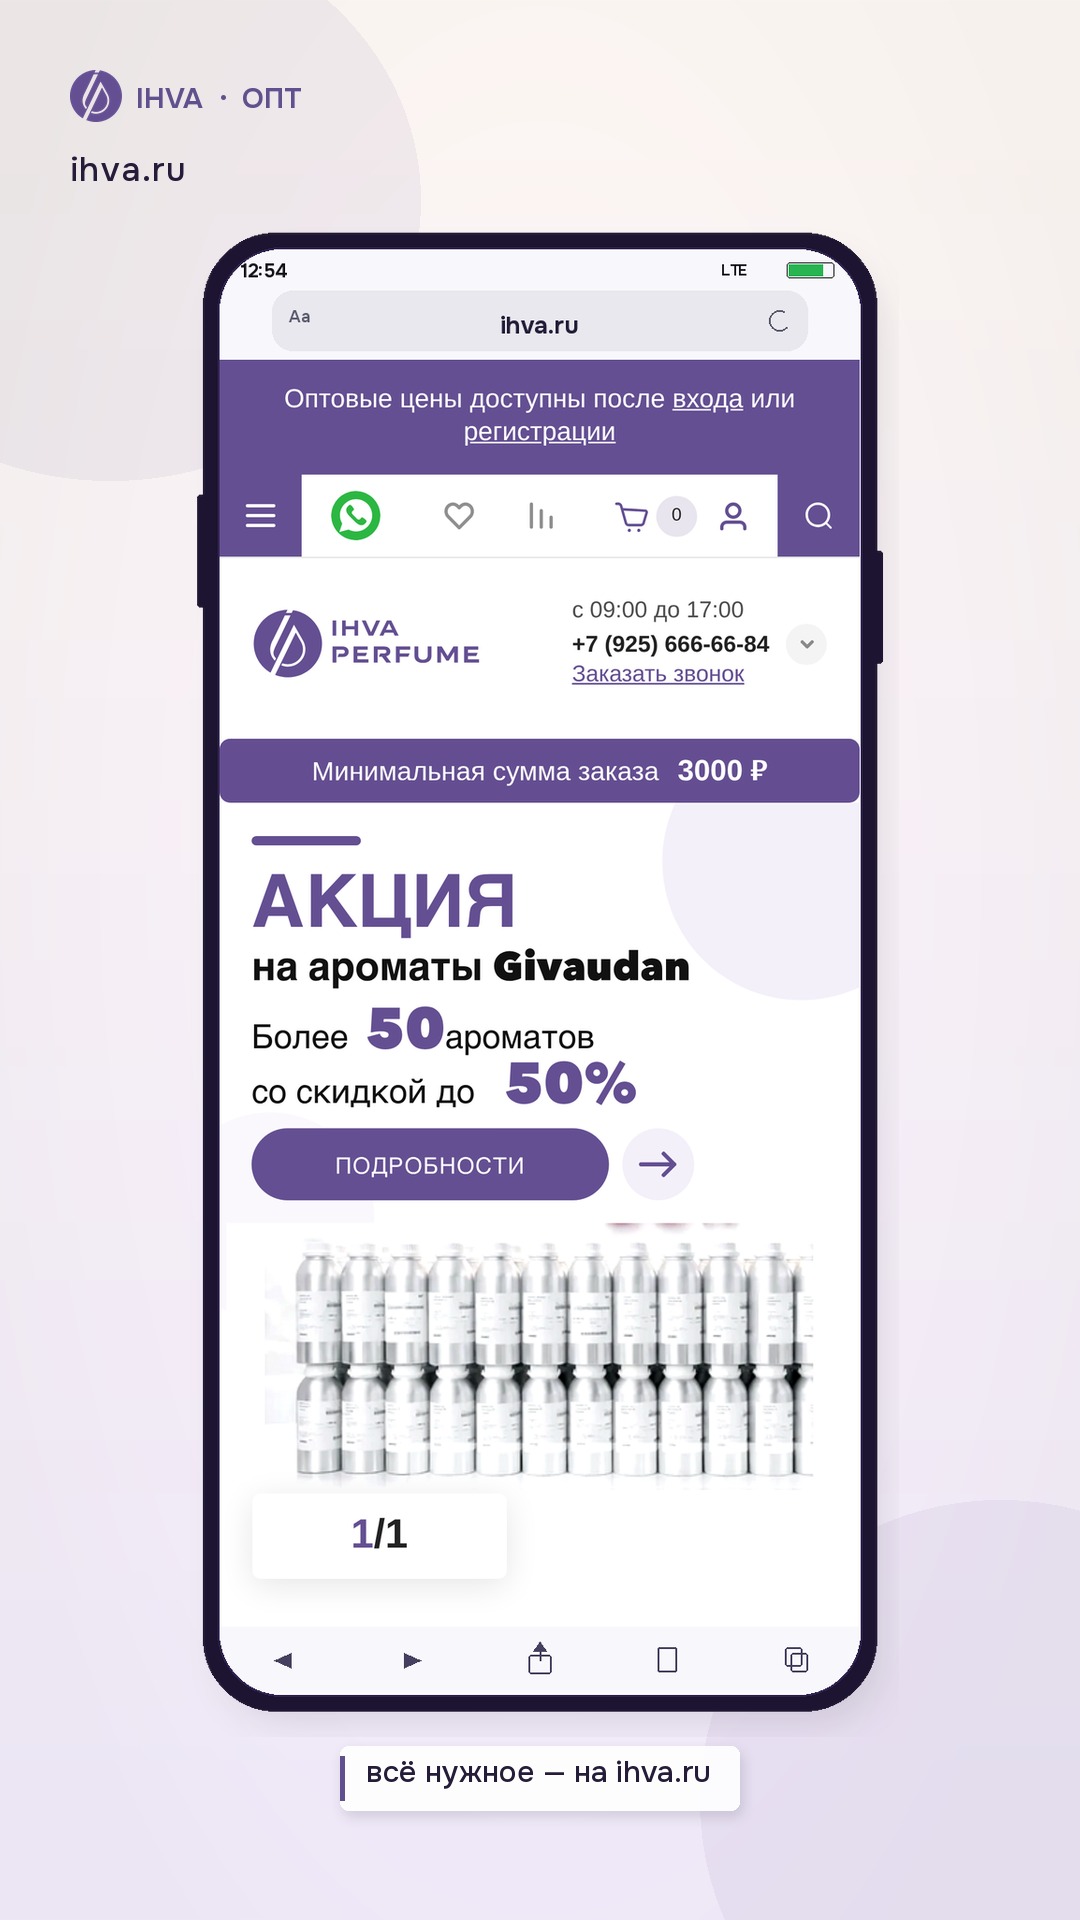 IHVA · ОПТ
ihva.ru
12:54
LTE
Aa
ihva.ru
Оптовые цены доступны после входа или
регистрации
0
IHVA
PERFUME
с 09:00 до 17:00
+7 (925) 666-66-84
Заказать звонок
Минимальная сумма заказа 3000 ₽
АКЦИЯ
на ароматы Givaudan
Более 50 ароматов
со скидкой до 50%
ПОДРОБНОСТИ
1/1
всё нужное — на ihva.ru